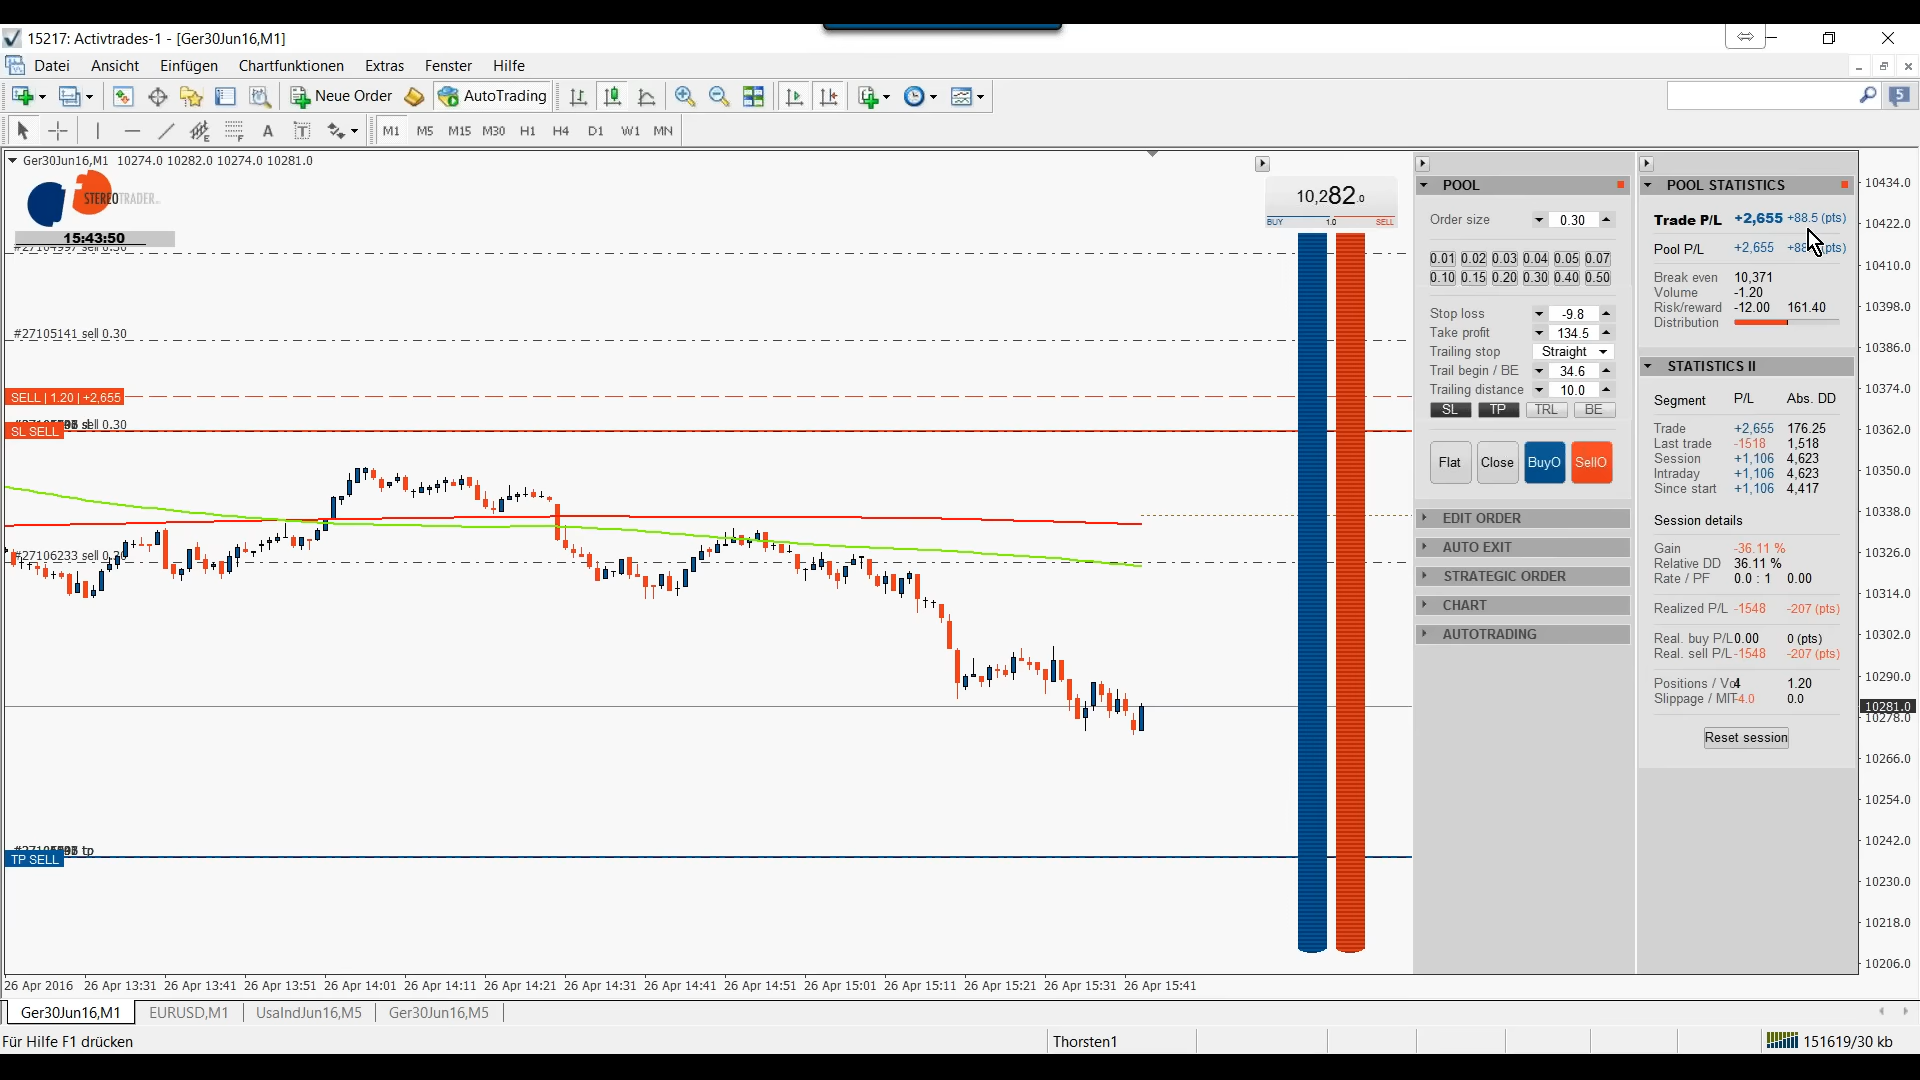 15217: Activtrades-1 - [Ger30Jun16,M1]
Datei Ansicht Einfügen Chartfunktionen Extras Fenster Hilfe
Neue Order AutoTrading 5
A T M1 M5 M15 M30 H1 H4 D1 W1 MN
Ger30Jun16,M1 10274.0 10282.0 10274.0 10281.0
STEREOTRADER
15:43:50
#27104997 sell 0.30
#27105141 sell 0.30
SELL | 1.20 | +2,655
sell 0.30
SL SELL
#27106233 sell 0.30
tp
TP SELL
10,282.0
BUY 1.0 SELL
POOL
Order size 0.30
0.01 0.02 0.03 0.04 0.05 0.07
0.10 0.15 0.20 0.30 0.40 0.50
Stop loss -9.8
Take profit 134.5
Trailing stop Straight
Trail begin / BE 34.6
Trailing distance 10.0
SL TP TRL BE
Flat Close BuyO SellO
EDIT ORDER
AUTO EXIT
STRATEGIC ORDER
CHART
AUTOTRADING
POOL STATISTICS
Trade P/L +2,655 +88.5 (pts)
Pool P/L +2,655 +88 pts)
Break even 10,371
Volume -1.20
Risk/reward -12.00 161.40
Distribution
STATISTICS II
Segment P/L Abs. DD
Trade +2,655 176.25
Last trade -1518 1,518
Session +1,106 4,623
Intraday +1,106 4,623
Since start +1,106 4,417
Session details
Gain -36.11 %
Relative DD 36.11 %
Rate / PF 0.0 : 1 0.00
Realized P/L -1548 -207 (pts)
Real. buy P/L 0.00 0 (pts)
Real. sell P/L -1548 -207 (pts)
Positions / Vol 4 1.20
Slippage / MIT -4.0 0.0
Reset session
10434.0
10422.0
10410.0
10398.0
10386.0
10374.0
10362.0
10350.0
10338.0
10326.0
10314.0
10302.0
10290.0
10281.0
10278.0
10266.0
10254.0
10242.0
10230.0
10218.0
10206.0
26 Apr 2016 26 Apr 13:31 26 Apr 13:41 26 Apr 13:51 26 Apr 14:01 26 Apr 14:11 26 Apr 14:21 26 Apr 14:31 26 Apr 14:41 26 Apr 14:51 26 Apr 15:01 26 Apr 15:11 26 Apr 15:21 26 Apr 15:31 26 Apr 15:41
Ger30Jun16,M1 EURUSD,M1 UsaIndJun16,M5 Ger30Jun16,M5
Für Hilfe F1 drücken Thorsten1 151619/30 kb